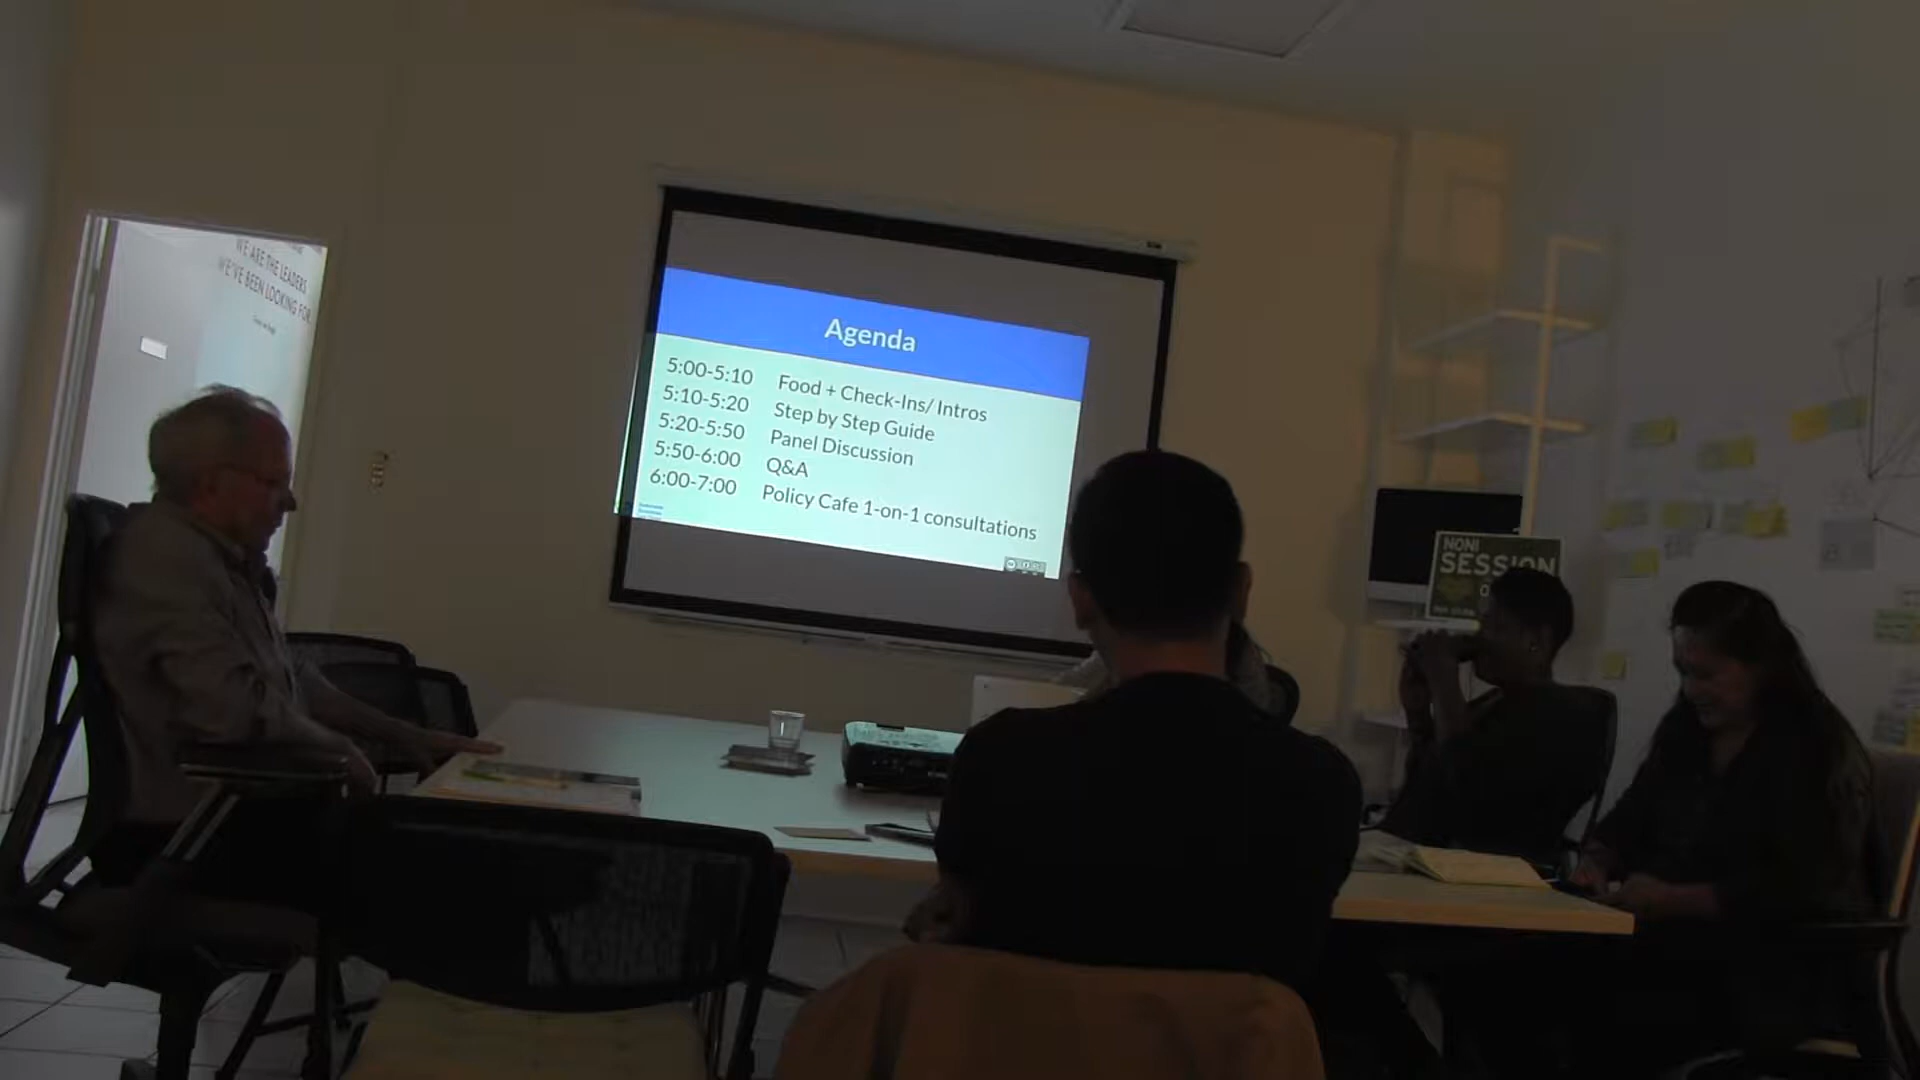 WE ARE THE LEADERS
WE'VE BEEN LOOKING FOR
Agenda
5:00-5:10 Food + Check-Ins/ Intros
5:10-5:20 Step by Step Guide
5:20-5:50 Panel Discussion
5:50-6:00 Q&A
6:00-7:00 Policy Cafe 1-on-1 consultations
NONI
SESSION